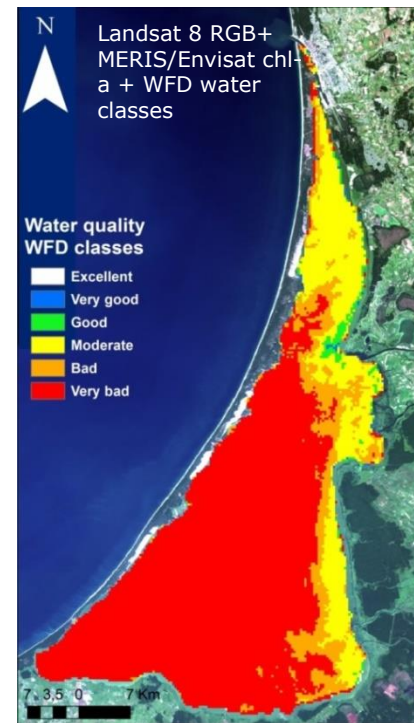 N
Landsat 8 RGB+
MERIS/Envisat chl-
a + WFD water
classes
Water quality
WFD classes
Excellent
Very good
Good
Moderate
Bad
Very bad
7 3,5 0 7 Km